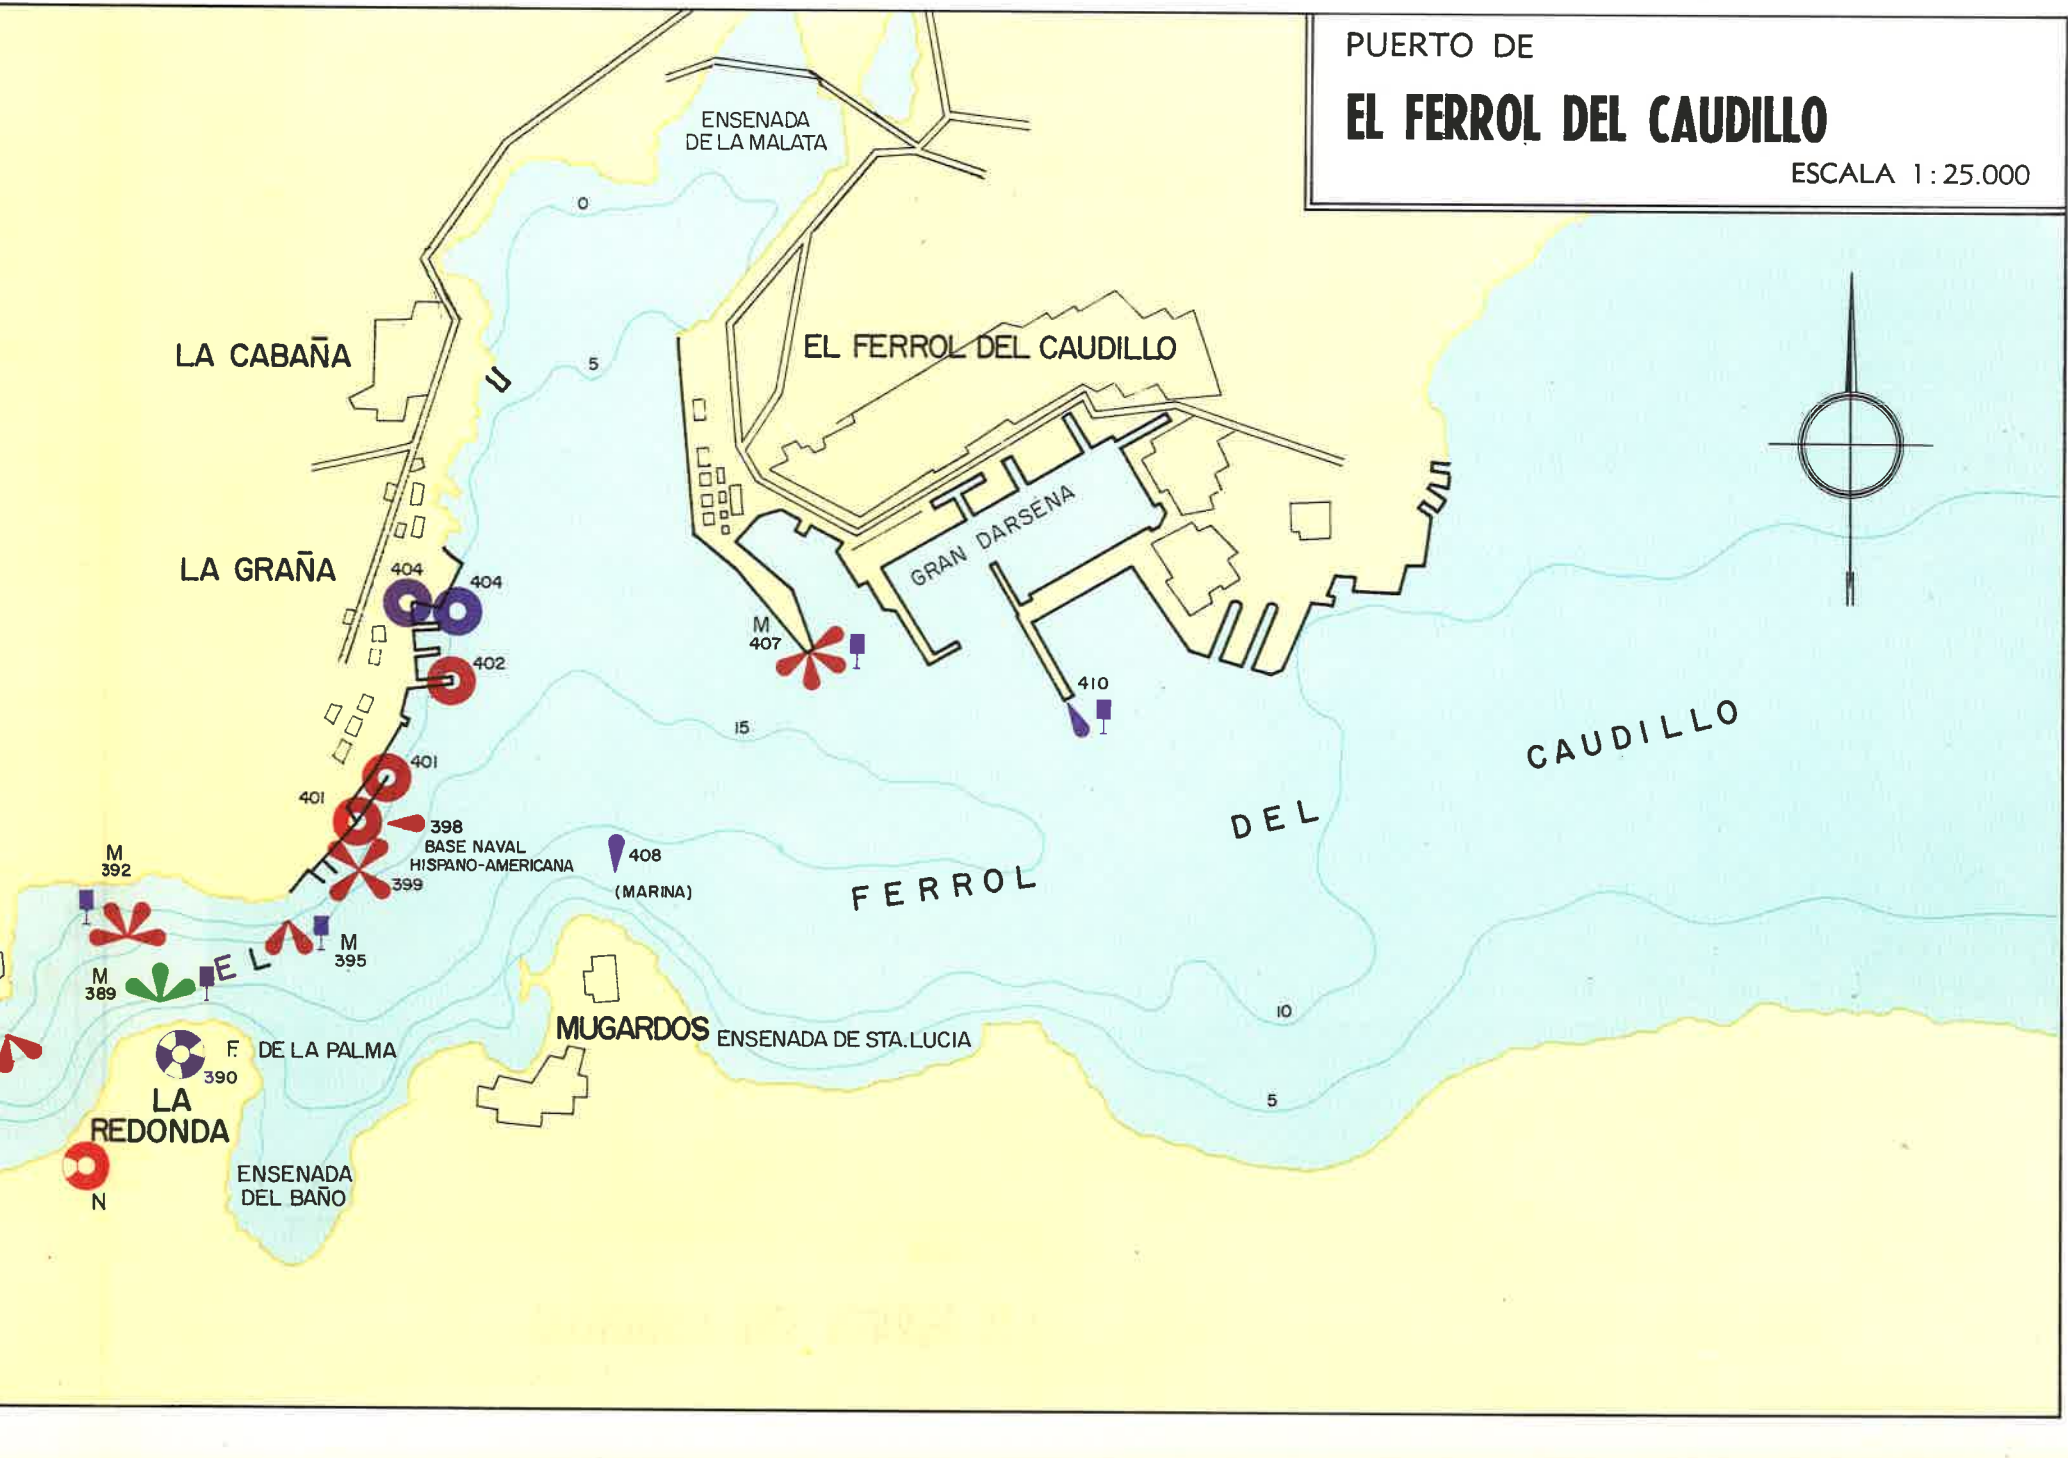 PUERTO DE
EL FERROL DEL CAUDILLO
ESCALA 1:25.000
ENSENADA
DE LA MALATA
0
5
LA CABAÑA
EL FERROL DEL CAUDILLO
GRAN DARSENA
LA GRAÑA
404
404
402
M
407
410
15
401
401
398
BASE NAVAL
HISPANO-AMERICANA
399
408
(MARINA)
M
392
M
395
M
389
EL FERROL DEL CAUDILLO
MUGARDOS
ENSENADA DE STA. LUCIA
10
5
F. DE LA PALMA
390
LA
REDONDA
N
ENSENADA
DEL BAÑO